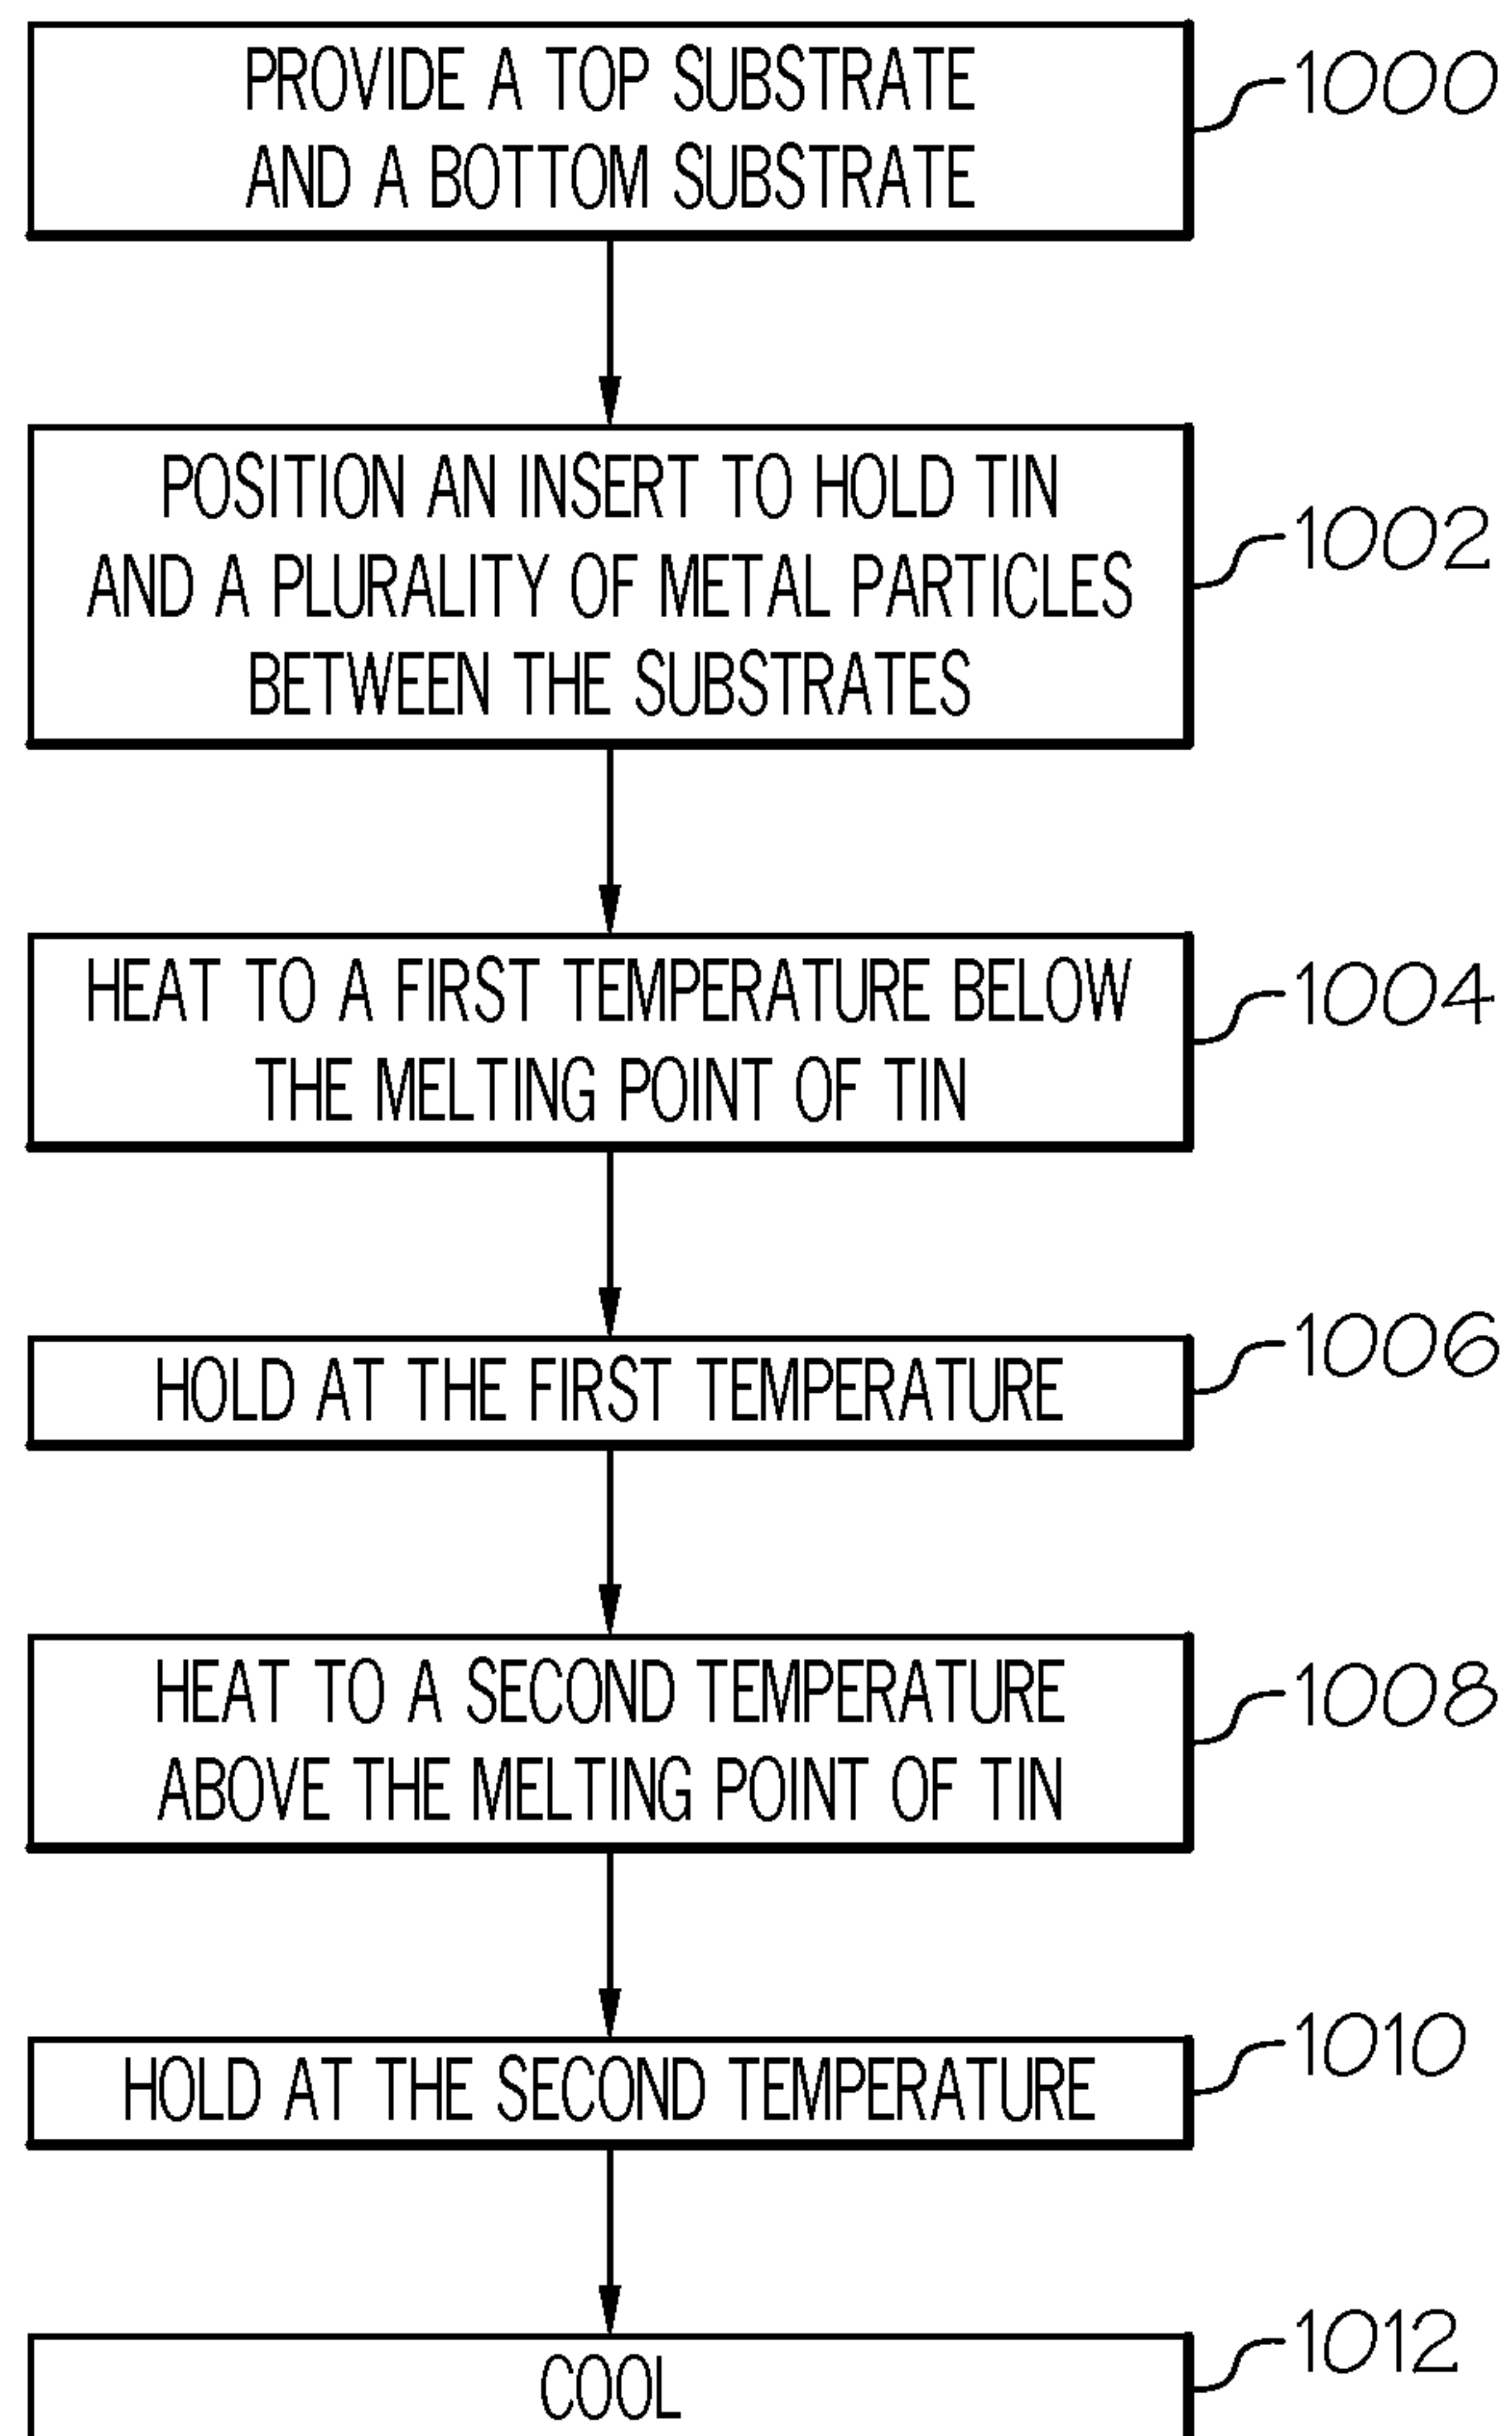 PROVIDE A TOP SUBSTRATE
AND A BOTTOM SUBSTRATE
1000
POSITION AN INSERT TO HOLD TIN
AND A PLURALITY OF METAL PARTICLES
BETWEEN THE SUBSTRATES
1002
HEAT TO A FIRST TEMPERATURE BELOW
THE MELTING POINT OF TIN
1004
HOLD AT THE FIRST TEMPERATURE
1006
HEAT TO A SECOND TEMPERATURE
ABOVE THE MELTING POINT OF TIN
1008
HOLD AT THE SECOND TEMPERATURE
1010
COOL
1012